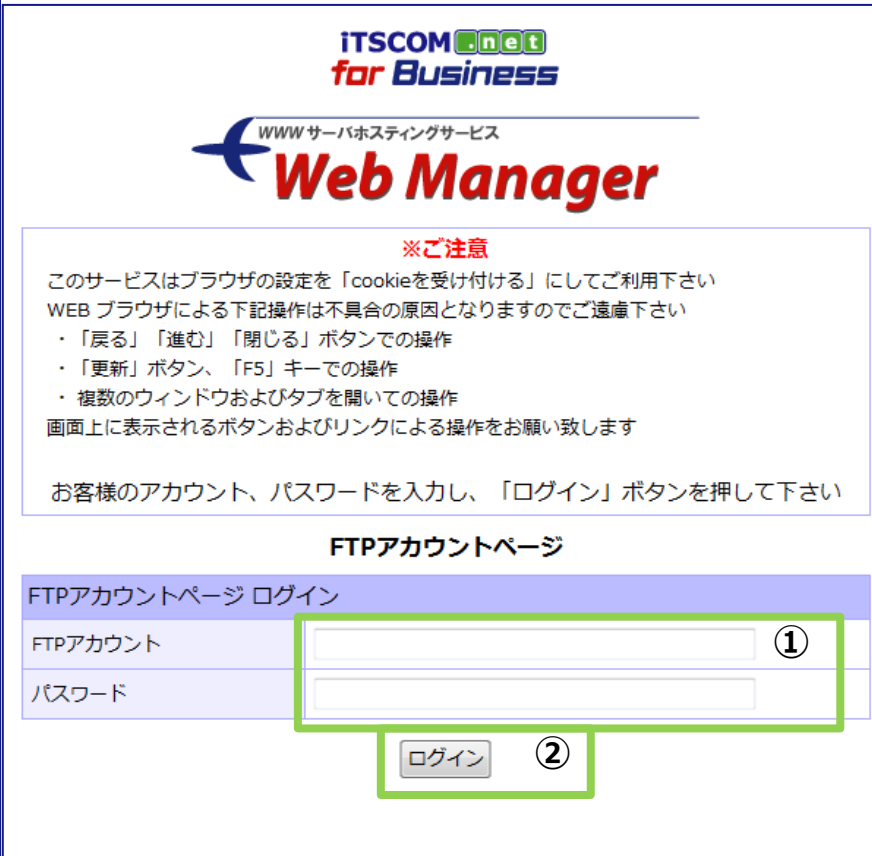 iTSCOM.net
for Business
WWW サーバホスティングサービス
Web Manager
※ご注意
このサービスはブラウザの設定を「cookieを受け付ける」にしてご利用下さい
WEB ブラウザによる下記操作は不具合の原因となりますのでご遠慮下さい
・「戻る」「進む」「閉じる」ボタンでの操作
・「更新」ボタン、「F5」キーでの操作
・ 複数のウィンドウおよびタブを開いての操作
画面上に表示されるボタンおよびリンクによる操作をお願い致します
お客様のアカウント、パスワードを入力し、「ログイン」ボタンを押して下さい
FTPアカウントページ
FTPアカウントページ ログイン
FTPアカウント ①
パスワード
ログイン ②